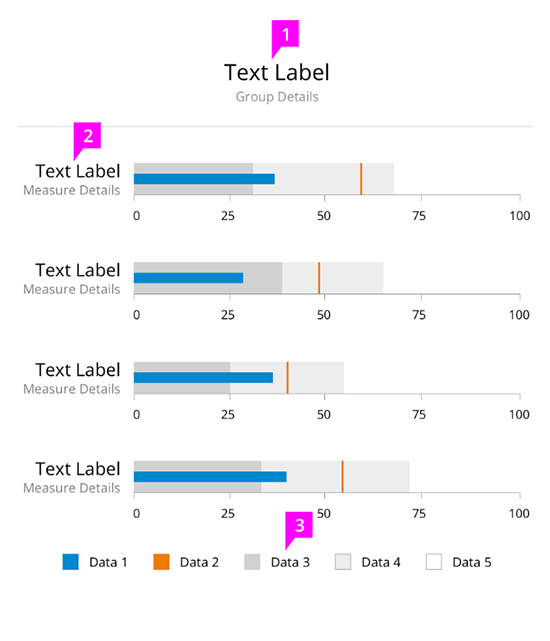 1
Text Label
Group Details
2
Text Label
Measure Details
0 25 50 75 100
Text Label
Measure Details
0 25 50 75 100
Text Label
Measure Details
0 25 50 75 100
Text Label
Measure Details
0 25 50 75 100
3
Data 1 Data 2 Data 3 Data 4 Data 5